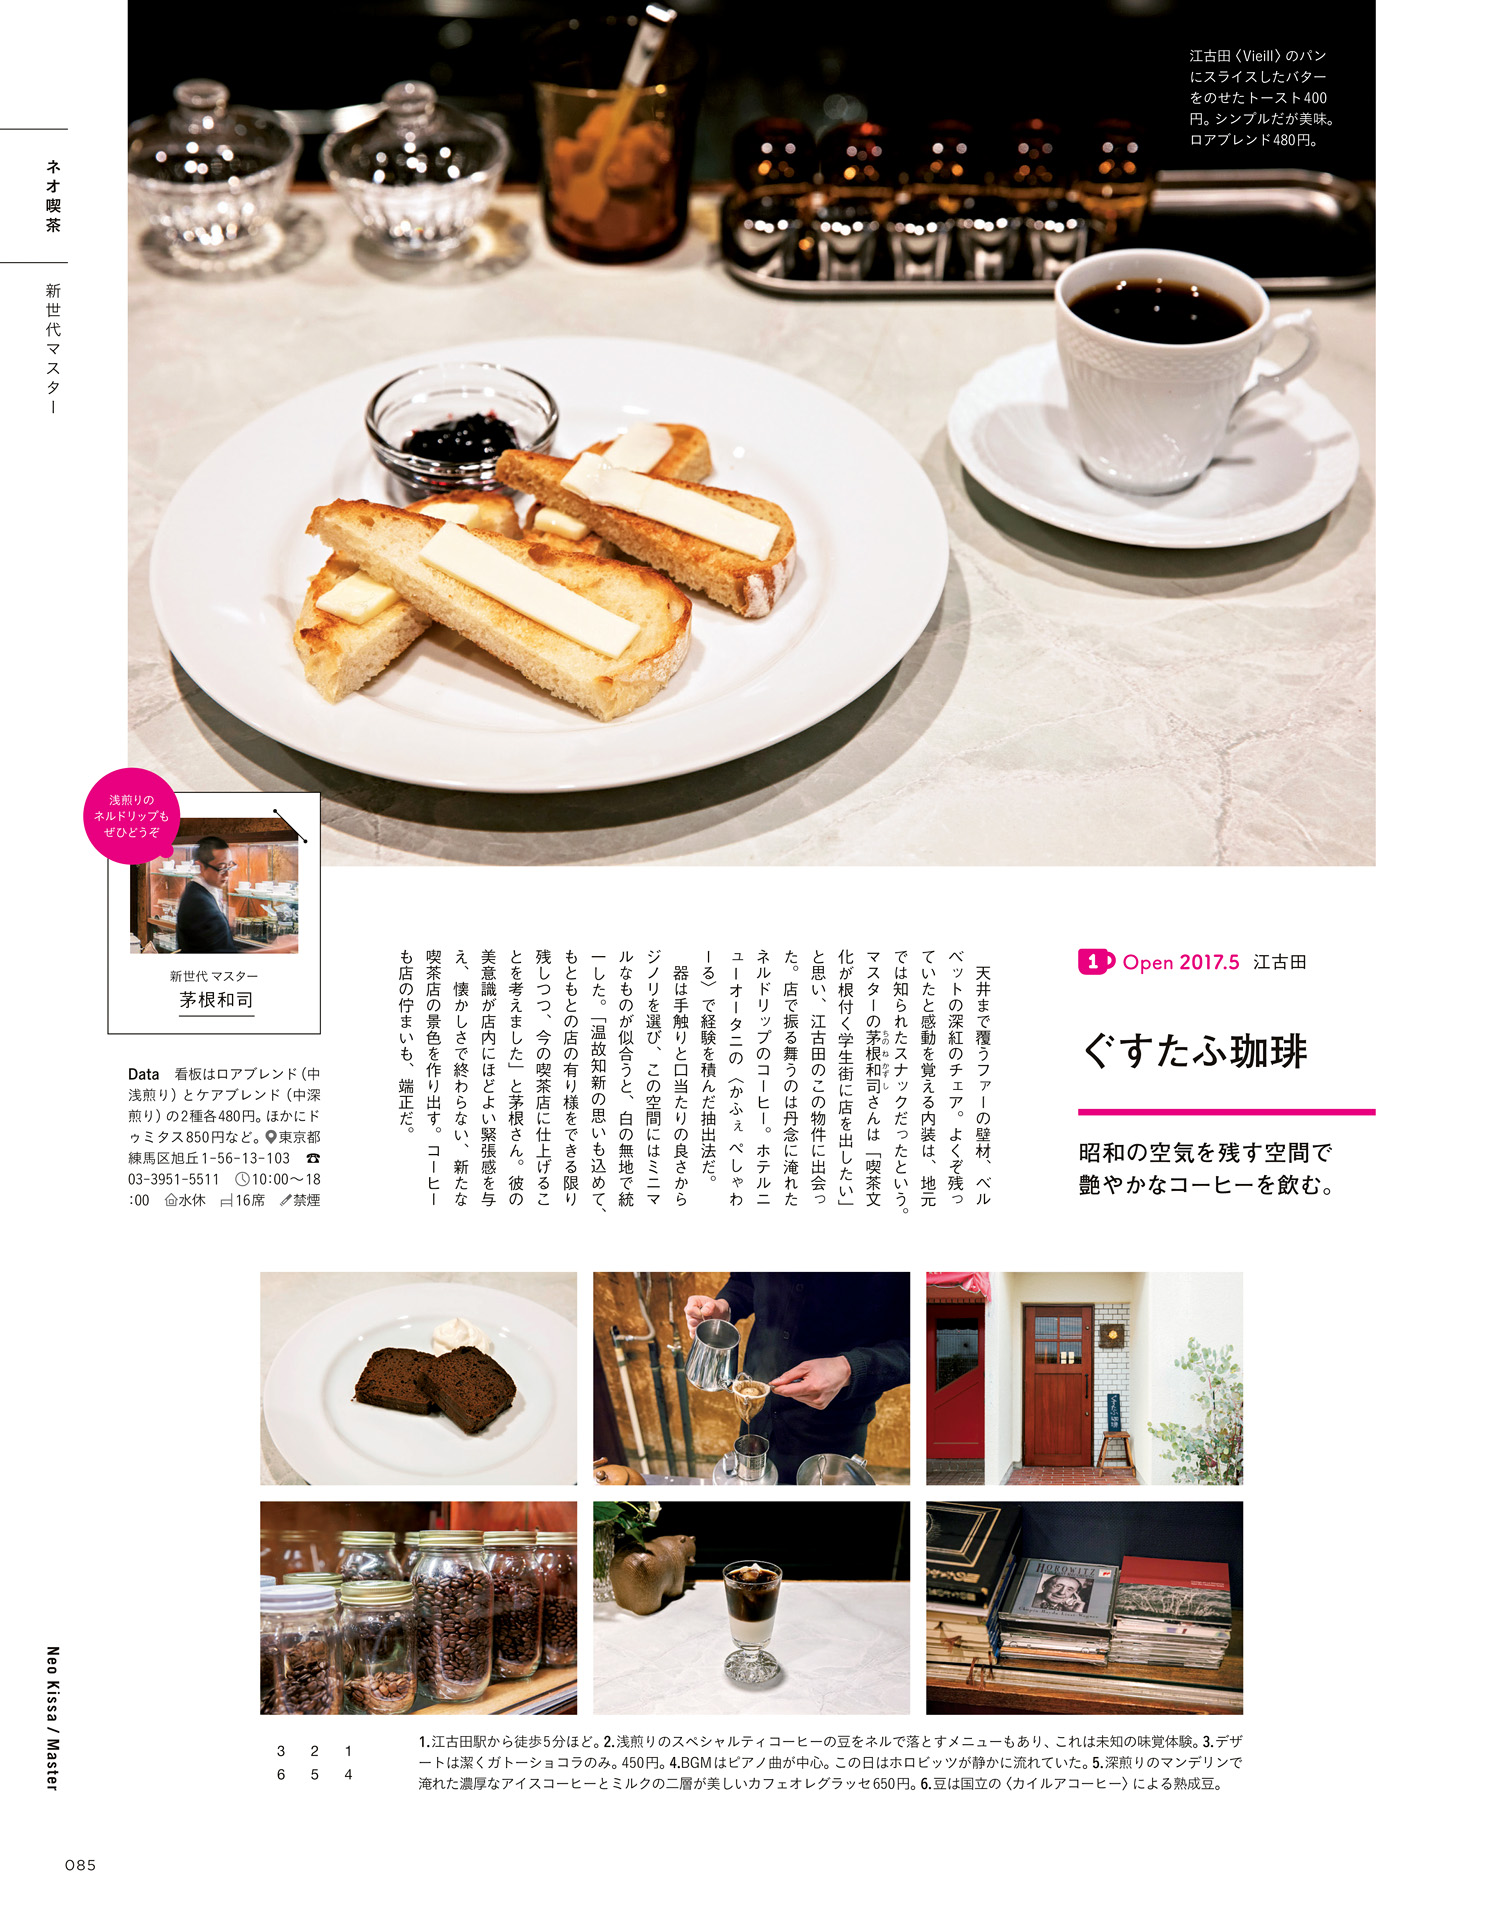 ネオ喫茶
新世代マスター
江古田〈Vieill〉のパン
にスライスしたバター
をのせたトースト400
円。シンプルだが美味。
ロアブレンド480円。
浅煎りの
ネルドリップも
ぜひどうぞ
新世代 マスター
茅根和司
Data　看板はロアブレンド（中
浅煎り）とケアブレンド（中深
煎り）の2種各480円。ほかにド
ゥミタス850円など。東京都
練馬区旭丘1-56-13-103　☎
03-3951-5511　10:00〜18
:00　水休　16席　禁煙
1 Open 2017.5 江古田
ぐすたふ珈琲
昭和の空気を残す空間で
艶やかなコーヒーを飲む。
天井まで覆うファーの壁材、ベル
ベットの深紅のチェア。よくぞ残っ
ていたと感動を覚える内装は、地元
では知られたスナックだったという。
マスターの茅根和司さんは「喫茶文
ちのねかずし
化が根付く学生街に店を出したい」
と思い、江古田のこの物件に出会っ
た。店で振る舞うのは丹念に淹れた
ネルドリップのコーヒー。ホテルニ
ューオータニの〈かふぇ ぺしゃわ
ーる〉で経験を積んだ抽出法だ。
器は手触りと口当たりの良さから
ジノリを選び、この空間にはミニマ
ルなものが似合うと、白の無地で統
一した。「温故知新の思いも込めて、
もともとの店の有り様をできる限り
残しつつ、今の喫茶店に仕上げるこ
とを考えました」と茅根さん。彼の
美意識が店内にほどよい緊張感を与
え、懐かしさで終わらない、新たな
喫茶店の景色を作り出す。コーヒー
も店の佇まいも、端正だ。
ぐすたふ珈琲
HOROWITZ
3 2 1
6 5 4
1.江古田駅から徒歩5分ほど。2.浅煎りのスペシャルティコーヒーの豆をネルで落とすメニューもあり、これは未知の味覚体験。3.デザ
ートは潔くガトーショコラのみ。450円。4.BGMはピアノ曲が中心。この日はホロビッツが静かに流れていた。5.深煎りのマンデリンで
淹れた濃厚なアイスコーヒーとミルクの二層が美しいカフェオレグラッセ650円。6.豆は国立の〈カイルアコーヒー〉による熟成豆。
Neo Kissa / Master
085